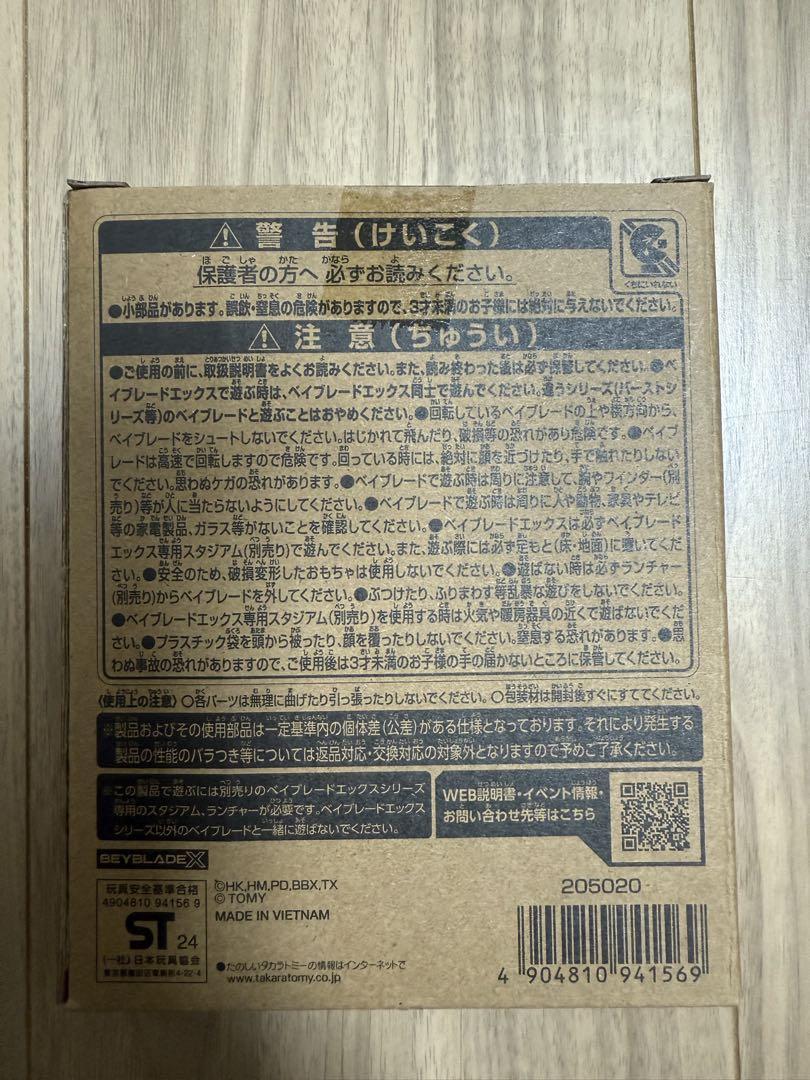 警告(けいこく)
くちにいれない
保護者の方へ 必ずお読みください。
●小部品があります。誤飲・窒息の危険がありますので、3才未満のお子様には絶対に与えないでください。
注意(ちゅうい)
●ご使用の前に、取扱説明書をよくお読みください。また、読み終わった後は必ず保管してください。●ベ
イブレードエックスで遊ぶ時は、ベイブレードエックス同士で遊んでください。違うシリーズ(バーストシ
リーズ等)のベイブレードと遊ぶことはおやめください。●回転しているベイブレードの上や横方向から、
ベイブレードをシュートしないでください。はじかれて飛んだり、破損等の恐れがあり危険です。●ベイブ
レードは高速で回転しますので危険です。回っている時には、絶対に顔を近づけたり、手で触れたりしない
でください。思わぬケガの恐れがあります。●ベイブレードで遊ぶ時は周りに注意して、腕やワインダー(別
売り)等が人に当たらないようにしてください。●ベイブレードで遊ぶ時は周りに人や動物、家具やテレビ
等の家電製品、ガラス等がないことを確認してください。●ベイブレードエックスは必ずベイブレード
エックス専用スタジアム(別売り)で遊んでください。また、遊ぶ際には必ず足もと(床・地面)に置いてくだ
さい。●安全のため、破損変形したおもちゃは使用しないでください。●遊ばない時は必ずランチャー
(別売り)からベイブレードを外してください。●ぶつけたり、ふりまわす等乱暴な遊びをしないでください。
●ベイブレードエックス専用スタジアム(別売り)を使用する時は火気や暖房器具の近くで遊ばないでくだ
さい。●プラスチック袋を頭から被ったり、顔を覆ったりしないでください。窒息する恐れがあります。●思
わぬ事故の恐れがありますので、ご使用後は3才未満のお子様の手の届かないところに保管してください。
〈使用上の注意〉○各パーツは無理に曲げたり引っ張ったりしないでください。○包装材は開封後すぐにすててください。
※製品およびその使用部品は一定基準内の個体差(公差)がある仕様となっております。それにより発生する
製品の性能のバラつき等については返品対応・交換対応の対象外となりますので予めご了承ください。
※この製品で遊ぶには別売りのベイブレードエックスシリーズ
専用のスタジアム、ランチャーが必要です。ベイブレードエックス
シリーズ以外のベイブレードと一緒に遊ばないでください。
WEB説明書・イベント情報・
お問い合わせ先等はこちら
BEYBLADE X
玩具安全基準合格
4904810 94156 9
ST 24
(一社)日本玩具協会
東京都墨田区東駒形4-22-4
©HK,HM,PD,BBX,TX
© TOMY
MADE IN VIETNAM
●たのしいタカラトミーの情報はインターネットで
www.takaratomy.co.jp
205020
4 904810 941569